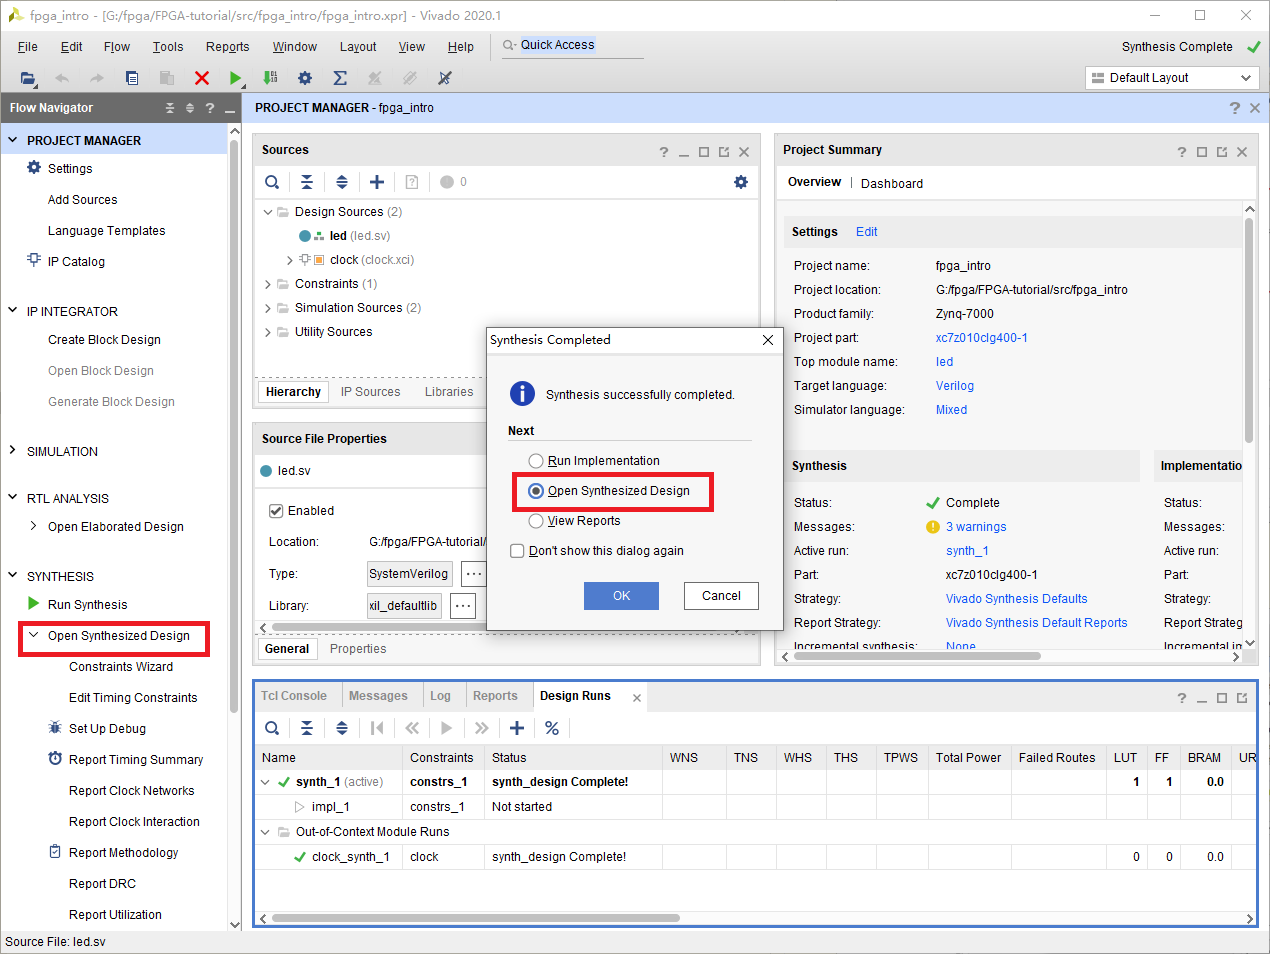 fpga_intro - [G:/fpga/FPGA-tutorial/src/fpga_intro/fpga_intro.xpr] - Vivado 2020.1
File Edit Flow Tools Reports Window Layout View Help Quick Access Synthesis Complete
Default Layout
Flow Navigator
PROJECT MANAGER
Settings
Add Sources
Language Templates
IP Catalog
IP INTEGRATOR
Create Block Design
Open Block Design
Generate Block Design
SIMULATION
RTL ANALYSIS
Open Elaborated Design
SYNTHESIS
Run Synthesis
Open Synthesized Design
Constraints Wizard
Edit Timing Constraints
Set Up Debug
Report Timing Summary
Report Clock Networks
Report Clock Interaction
Report Methodology
Report DRC
Report Utilization
PROJECT MANAGER - fpga_intro
Sources
0
Design Sources (2)
led (led.sv)
clock (clock.xci)
Constraints (1)
Simulation Sources (2)
Utility Sources
Hierarchy IP Sources Libraries
Source File Properties
led.sv
Enabled
Location: G:/fpga/FPGA-tutorial/
Type: SystemVerilog ...
Library: xil_defaultlib ...
General Properties
Synthesis Completed
Synthesis successfully completed.
Next
Run Implementation
Open Synthesized Design
View Reports
Don't show this dialog again
OK Cancel
Project Summary
Overview | Dashboard
Settings Edit
Project name: fpga_intro
Project location: G:/fpga/FPGA-tutorial/src/fpga_intro
Product family: Zynq-7000
Project part: xc7z010clg400-1
Top module name: led
Target language: Verilog
Simulator language: Mixed
Synthesis
Status: Complete
Messages: 3 warnings
Active run: synth_1
Part: xc7z010clg400-1
Strategy: Vivado Synthesis Defaults
Report Strategy: Vivado Synthesis Default Reports
Incremental synthesis: None
Implementatio
Status:
Messages:
Active run:
Part:
Strategy:
Report Strateg
Incremental im
Tcl Console Messages Log Reports Design Runs
Name Constraints Status WNS TNS WHS THS TPWS Total Power Failed Routes LUT FF BRAM UR
synth_1 (active) constrs_1 synth_design Complete! 1 1 0.0
impl_1 constrs_1 Not started
Out-of-Context Module Runs
clock_synth_1 clock synth_design Complete! 0 0 0.0
Source File: led.sv